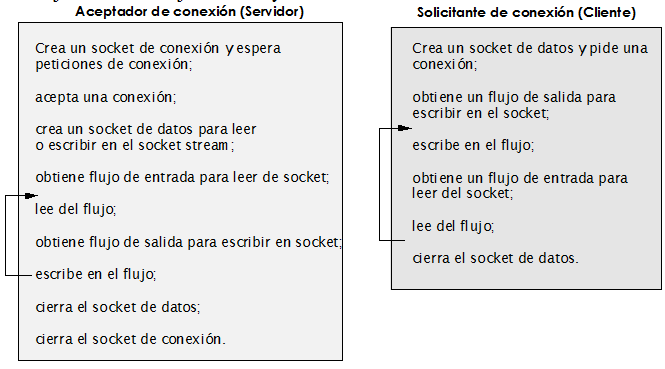 Aceptador de conexión (Servidor)
Crea un socket de conexión y espera
peticiones de conexión;
acepta una conexión;
crea un socket de datos para leer
o escribir en el socket stream;
obtiene flujo de entrada para leer de socket;
lee del flujo;
obtiene flujo de salida para escribir en socket;
escribe en el flujo;
cierra el socket de datos;
cierra el socket de conexión.
Solicitante de conexión (Cliente)
Crea un socket de datos y pide una
conexión;
obtiene un flujo de salida para
escribir en el socket;
escribe en el flujo;
obtiene un flujo de entrada para
leer del socket;
lee del flujo;
cierra el socket de datos.